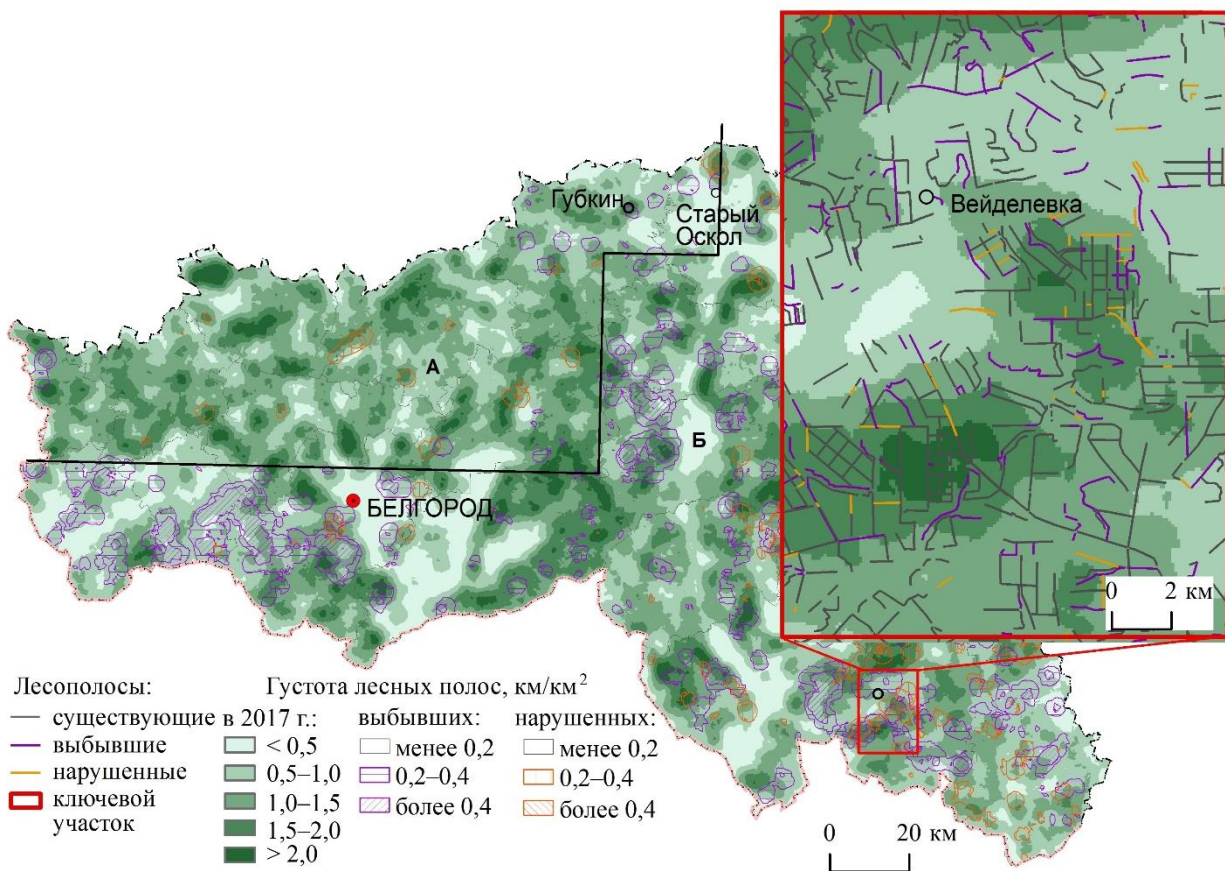 Губкин
Старый
Оскол
Вейделевка
А
Б
БЕЛГОРОД
0 2 км
Лесополосы:
существующие
выбывшие
нарушенные
ключевой
участок
Густота лесных полос, км/км²
в 2017 г.:
< 0,5
0,5–1,0
1,0–1,5
1,5–2,0
> 2,0
выбывших:
менее 0,2
0,2–0,4
более 0,4
нарушенных:
менее 0,2
0,2–0,4
более 0,4
0 20 км